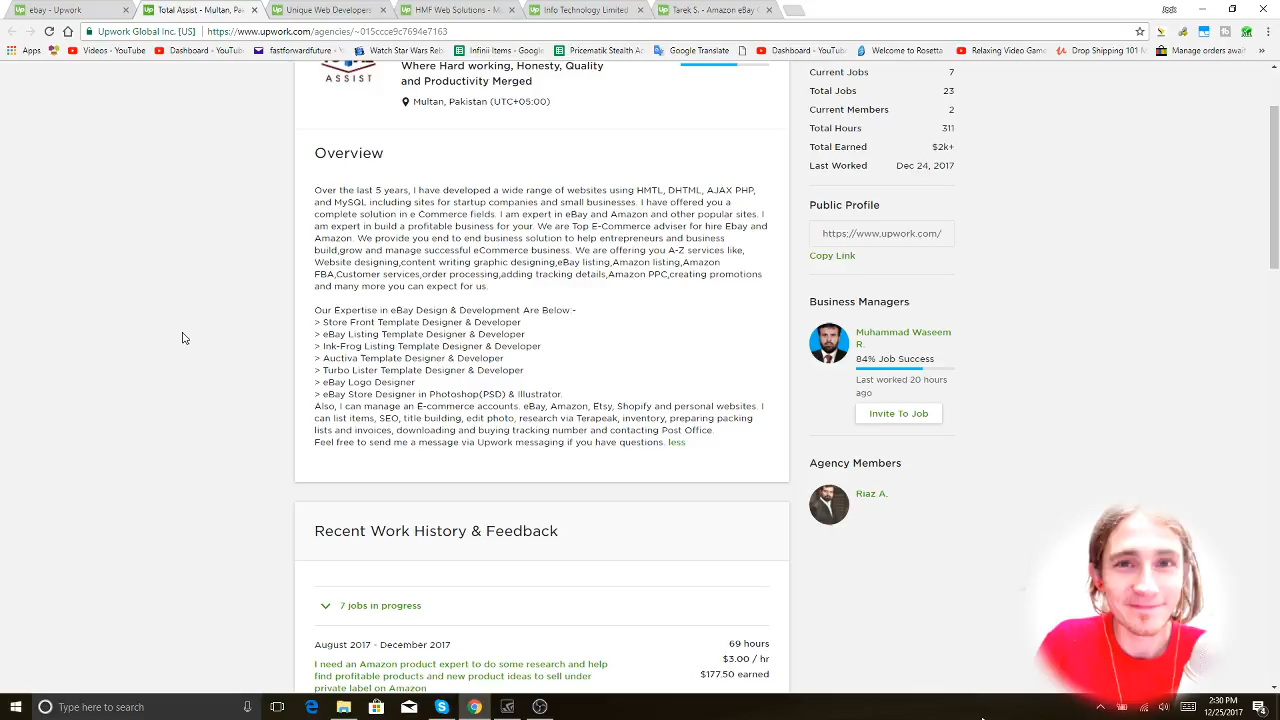 ebay - Upwork
Total Assist - Multan, Pa
Unique Web Developers
HMF Web Solutions - M
Info Technology Limited
Tarek S. - Amazon eBay
Upwork Global Inc. [US]
https://www.upwork.com/agencies/~015ccce9c7694e7163
Apps
Videos - YouTube
Dashboard - YouTube
fastforwardfuture - Y
Watch State
Infinii Items - Google
Pricematik Stealth Ac
Google Translate
Dashboard - YouTube
Welcome to Rosetta
Relaxing Video Game
Drop Shipping 101 -
Manage orders awai
ASSIST
Where Hard working, Honesty, Quality
and Productivity Merged
Multan, Pakistan (UTC+05:00)
Overview
Over the last 5 years, I have developed a wide range of websites using HMTL, DHTML, AJAX PHP,
and MySQL including sites for startup companies and small businesses. I have offered you a
complete solution in e Commerce fields. I am expert in eBay and Amazon and other popular sites. I
am expert in build a profitable business for you. We are Top E-Commerce adviser for hire Ebay and
Amazon. We provide you end to end business solution to help entrepreneurs and business
build,grow and manage successful eCommerce business. We are offering you A-Z services like,
Website designing,content writing graphic designing,eBay listing,Amazon listing,Amazon
FBA,Customer services,order processing,adding tracking details,Amazon PPC,creating promotions
and many more you can expect for us.
Our Expertise in eBay Design & Development Are Below:-
> Store Front Template Designer & Developer
> eBay Listing Template Designer & Developer
> Ink-Frog Listing Template Designer & Developer
> Auctiva Template Designer & Developer
> Turbo Lister Template Designer & Developer
> eBay Logo Designer
> eBay Store Designer in Photoshop(PSD) & Illustrator.
Also, I can manage an E-commerce accounts. eBay, Amazon, Etsy, Shopify and personal websites. I
can list items, SEO, title building, edit photo, research via Terapeak, inventory, preparing packing
lists and invoices, downloading and buying tracking number and contacting Post Office.
Feel free to send me a message via Upwork messaging if you have questions. less
Recent Work History & Feedback
7 jobs in progress
August 2017 - December 2017
69 hours
I need an Amazon product expert to do some research and help
find profitable products and new product ideas to sell under
private label on Amazon
$3.00 / hr
$177.50 earned
Current Jobs 7
Total Jobs 23
Current Members 2
Total Hours 311
Total Earned $2k+
Last Worked Dec 24, 2017
Public Profile
https://www.upwork.com/
Copy Link
Business Managers
Muhammad Waseem
R.
84% Job Success
Last worked 20 hours
ago
Invite To Job
Agency Members
Riaz A.
Type here to search
2:30 PM
12/25/2017